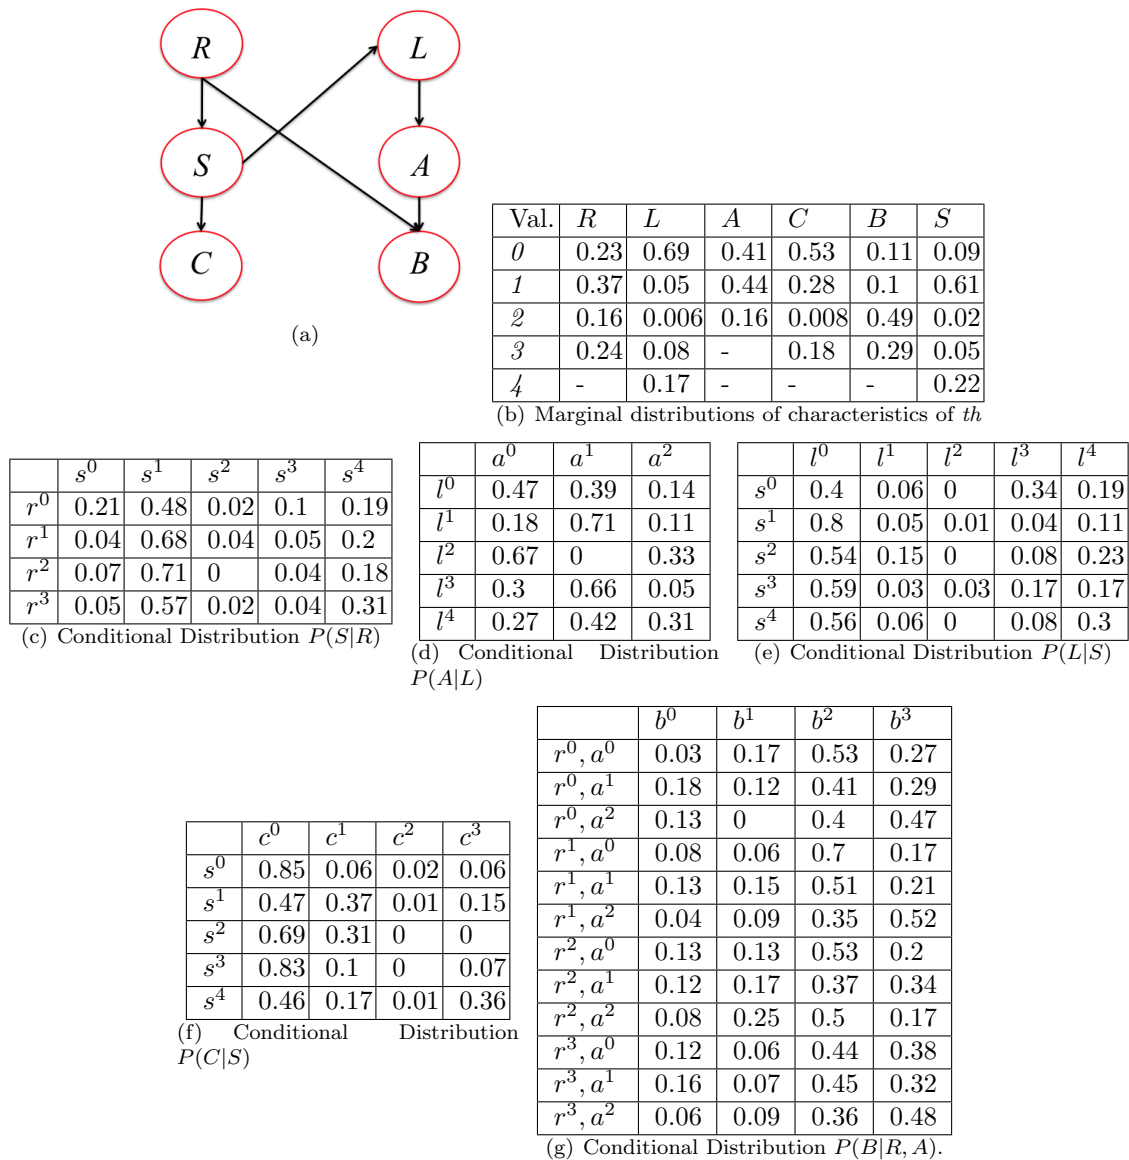 R L
S A
C B
(a)
Val. R L A C B S
0 0.23 0.69 0.41 0.53 0.11 0.09
1 0.37 0.05 0.44 0.28 0.1 0.61
2 0.16 0.006 0.16 0.008 0.49 0.02
3 0.24 0.08 - 0.18 0.29 0.05
4 - 0.17 - - - 0.22
(b) Marginal distributions of characteristics of th
s⁰ s¹ s² s³ s⁴
r⁰ 0.21 0.48 0.02 0.1 0.19
r¹ 0.04 0.68 0.04 0.05 0.2
r² 0.07 0.71 0 0.04 0.18
r³ 0.05 0.57 0.02 0.04 0.31
(c) Conditional Distribution P(S|R)
a⁰ a¹ a²
l⁰ 0.47 0.39 0.14
l¹ 0.18 0.71 0.11
l² 0.67 0 0.33
l³ 0.3 0.66 0.05
l⁴ 0.27 0.42 0.31
(d) Conditional Distribution
P(A|L)
l⁰ l¹ l² l³ l⁴
s⁰ 0.4 0.06 0 0.34 0.19
s¹ 0.8 0.05 0.01 0.04 0.11
s² 0.54 0.15 0 0.08 0.23
s³ 0.59 0.03 0.03 0.17 0.17
s⁴ 0.56 0.06 0 0.08 0.3
(e) Conditional Distribution P(L|S)
c⁰ c¹ c² c³
s⁰ 0.85 0.06 0.02 0.06
s¹ 0.47 0.37 0.01 0.15
s² 0.69 0.31 0 0
s³ 0.83 0.1 0 0.07
s⁴ 0.46 0.17 0.01 0.36
(f) Conditional Distribution
P(C|S)
b⁰ b¹ b² b³
r⁰, a⁰ 0.03 0.17 0.53 0.27
r⁰, a¹ 0.18 0.12 0.41 0.29
r⁰, a² 0.13 0 0.4 0.47
r¹, a⁰ 0.08 0.06 0.7 0.17
r¹, a¹ 0.13 0.15 0.51 0.21
r¹, a² 0.04 0.09 0.35 0.52
r², a⁰ 0.13 0.13 0.53 0.2
r², a¹ 0.12 0.17 0.37 0.34
r², a² 0.08 0.25 0.5 0.17
r³, a⁰ 0.12 0.06 0.44 0.38
r³, a¹ 0.16 0.07 0.45 0.32
r³, a² 0.06 0.09 0.36 0.48
(g) Conditional Distribution P(B|R, A).